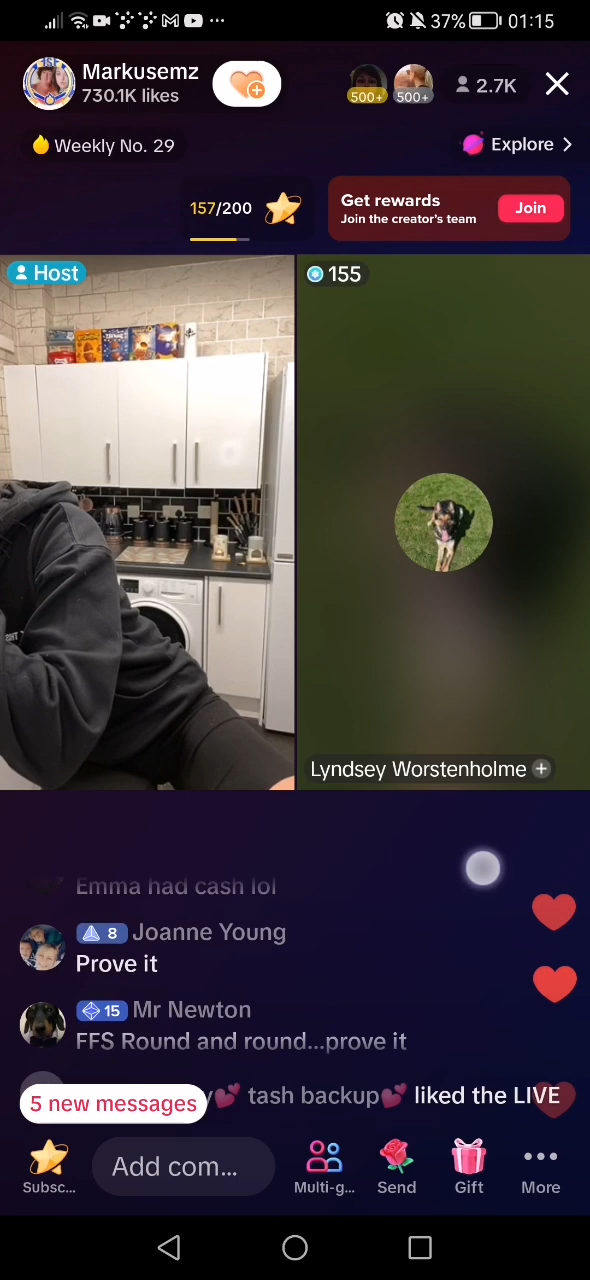 37% 01:15
Markusemz
730.1K likes
500+
500+
2.7K
Weekly No. 29
Explore
157/200
Get rewards
Join the creator's team
Join
Host
155
Lyndsey Worstenholme
Emma had cash lol
8 Joanne Young
Prove it
15 Mr Newton
FFS Round and round...prove it
5 new messages
tash backup💕 liked the LIVE
Subsc...
Add com...
Multi-g...
Send
Gift
More